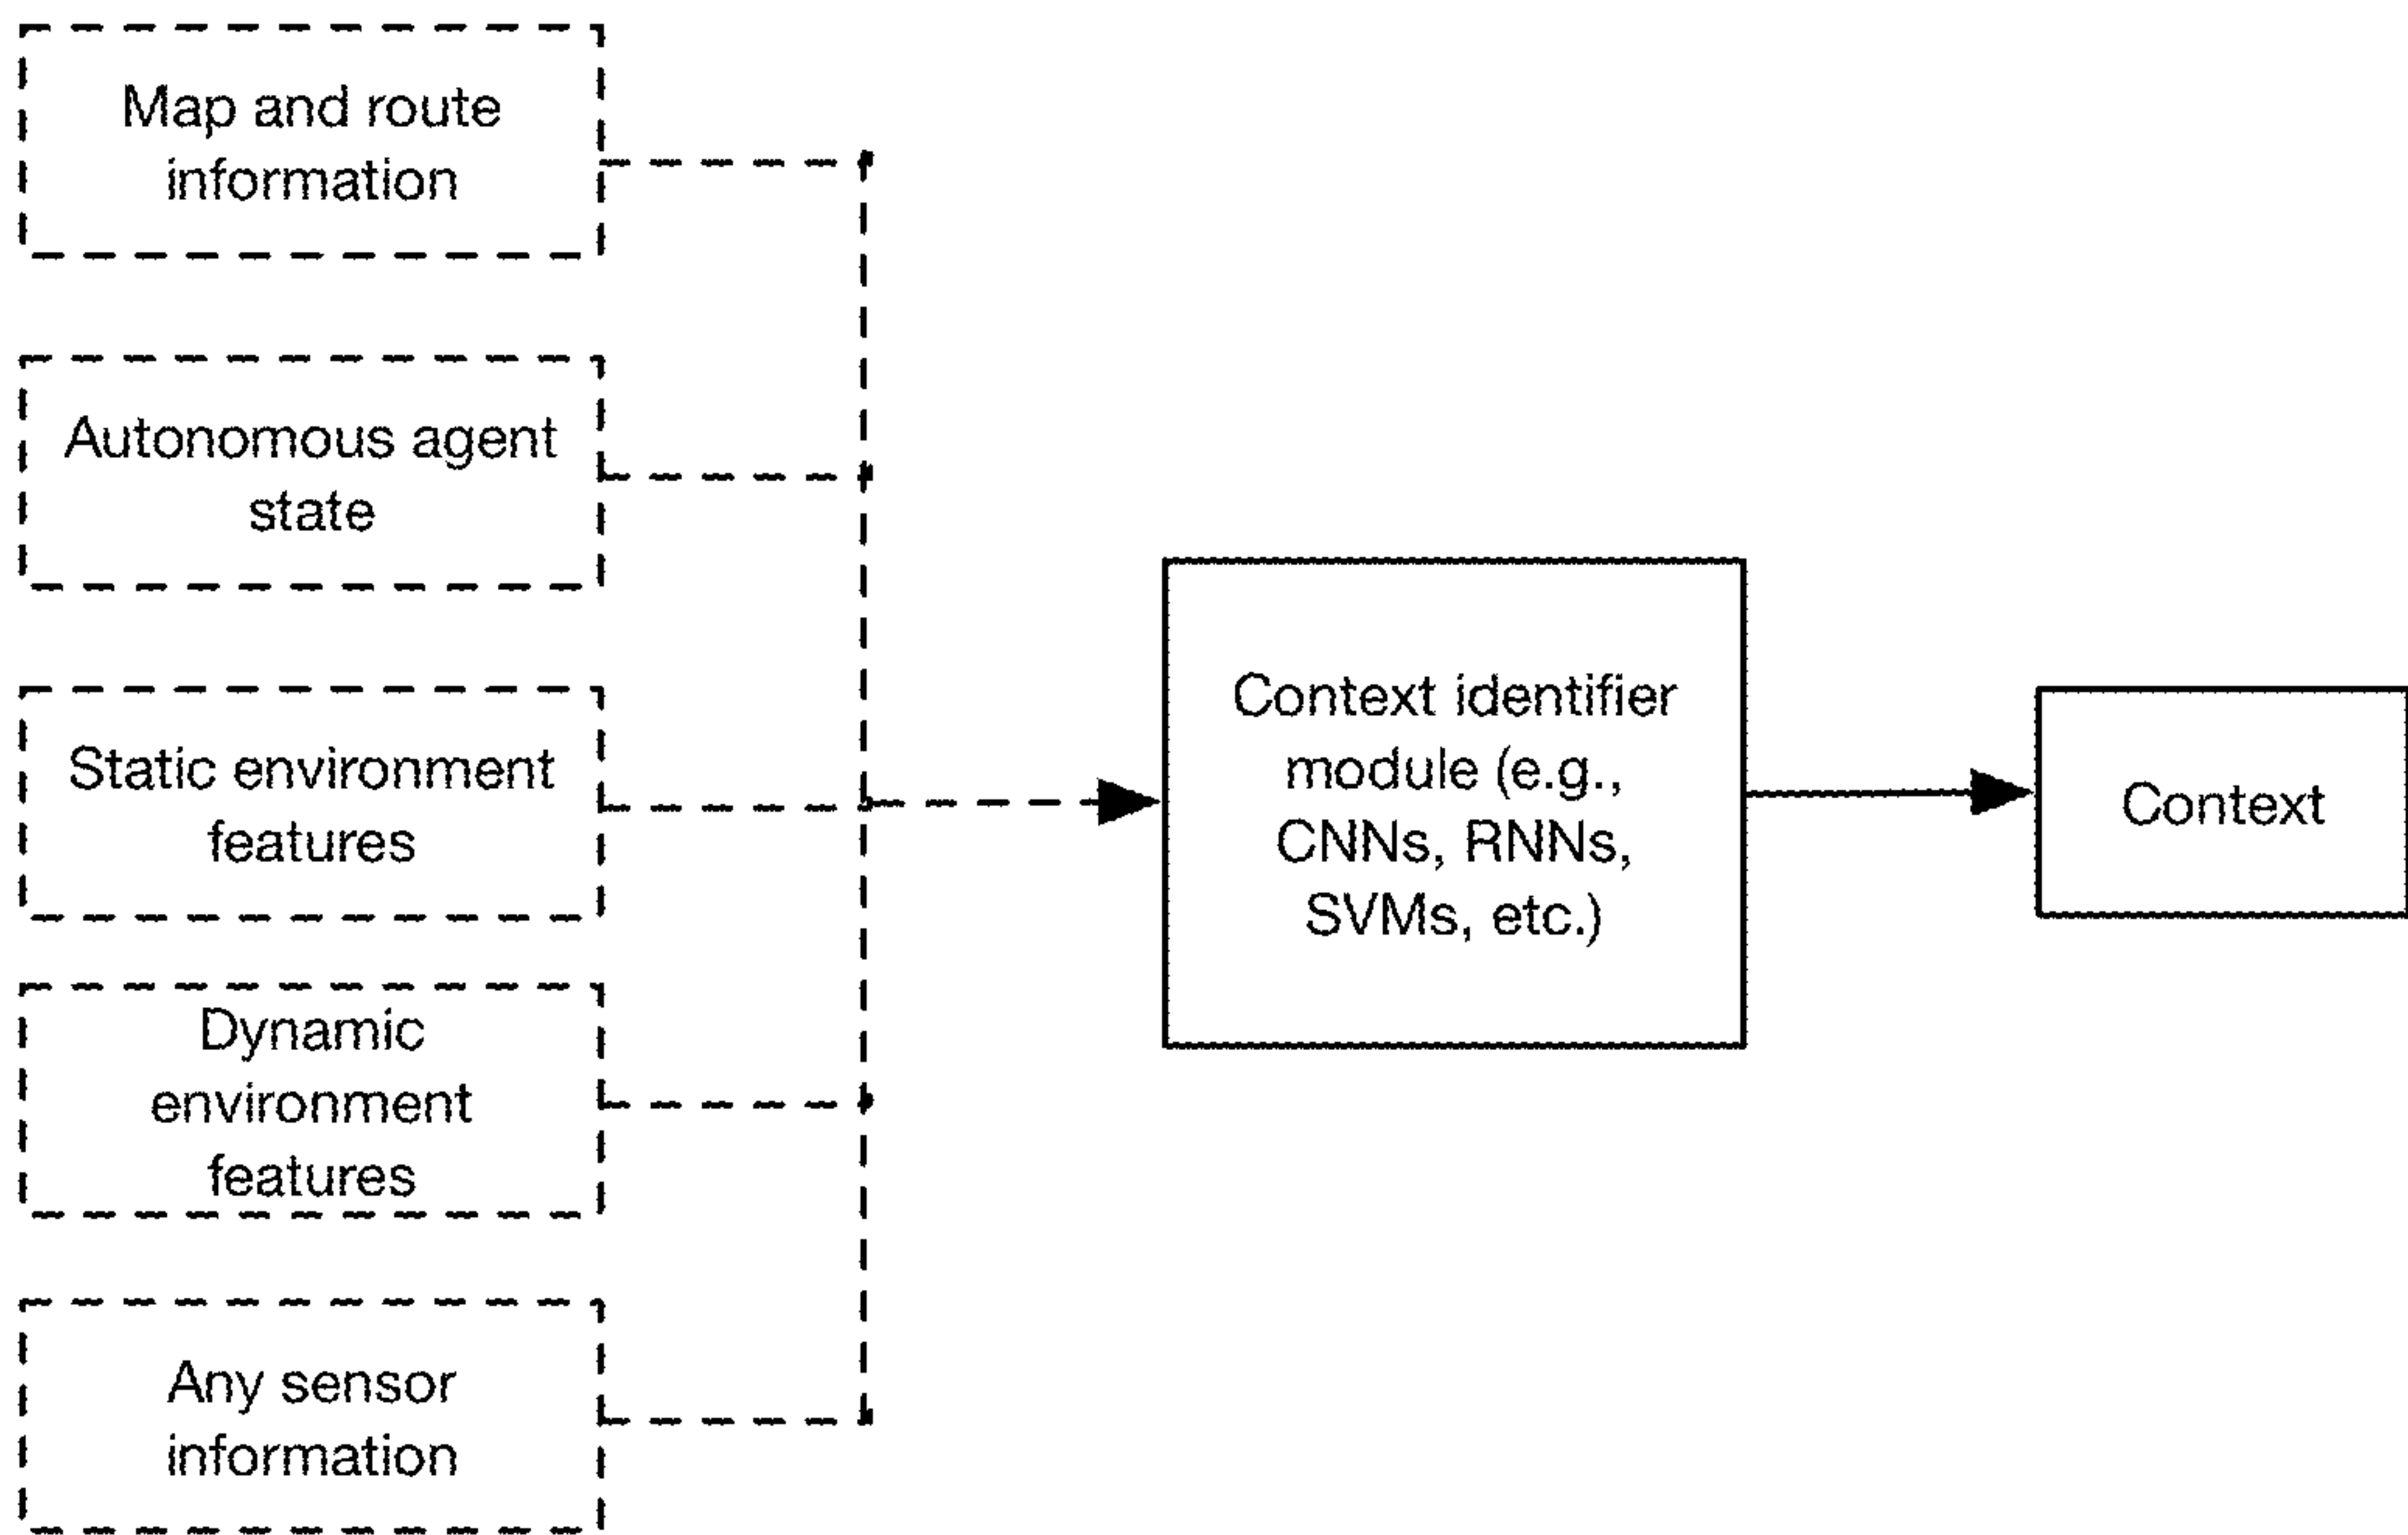 Map and route
information
Autonomous agent
state
Static environment
features
Dynamic
environment
features
Any sensor
information
Context identifier
module (e.g.,
CNNs, RNNs,
SVMs, etc.)
Context